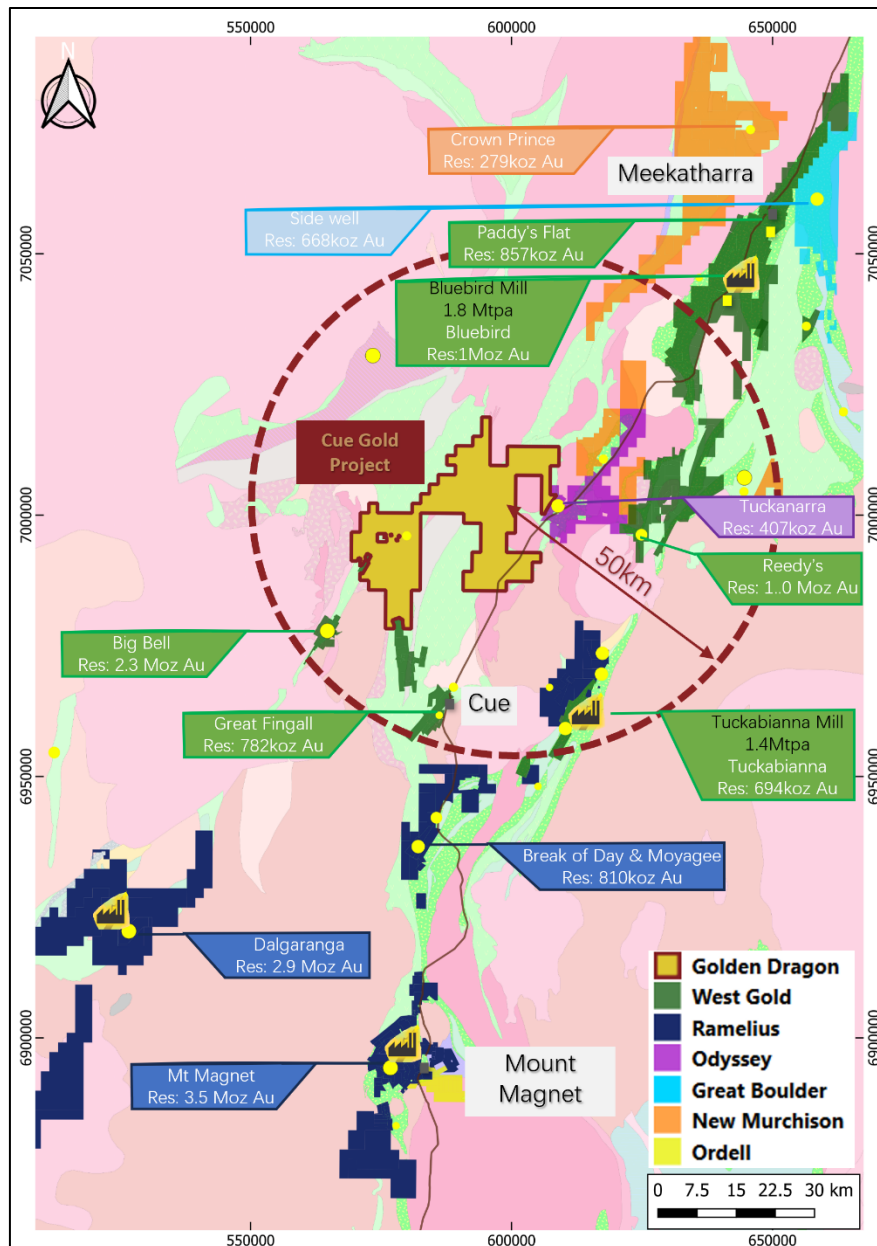 550000
600000
650000
N
Crown Prince
Res: 279koz Au
Meekatharra
Side well
Res: 668koz Au
Paddy's Flat
Res: 857koz Au
7050000
7050000
Bluebird Mill
1.8 Mtpa
Bluebird
Res:1Moz Au
Cue Gold
Project
Tuckanarra
Res: 407koz Au
7000000
7000000
50km
Reedy's
Res: 1..0 Moz Au
Big Bell
Res: 2.3 Moz Au
Cue
Great Fingall
Res: 782koz Au
Tuckabianna Mill
1.4Mtpa
Tuckabianna
Res: 694koz Au
6950000
6950000
Break of Day & Moyagee
Res: 810koz Au
Dalgaranga
Res: 2.9 Moz Au
Golden Dragon
West Gold
Ramelius
Odyssey
Great Boulder
New Murchison
Ordell
6900000
6900000
Mt Magnet
Res: 3.5 Moz Au
Mount
Magnet
0 7.5 15 22.5 30 km
550000
600000
650000